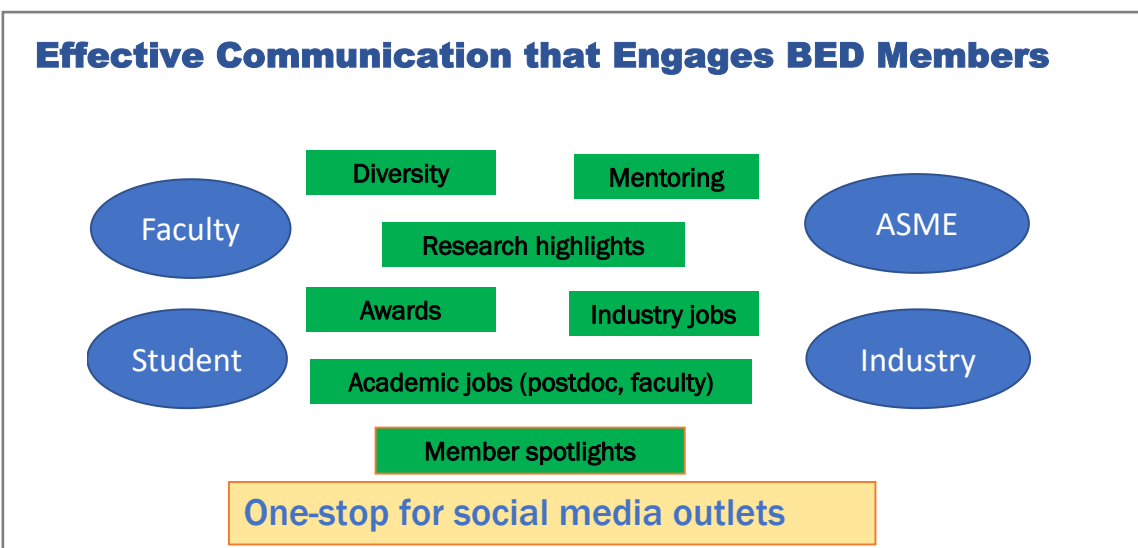 Effective Communication that Engages BED Members
Diversity
Mentoring
Faculty
ASME
Research highlights
Awards
Industry jobs
Student
Industry
Academic jobs (postdoc, faculty)
Member spotlights
One-stop for social media outlets